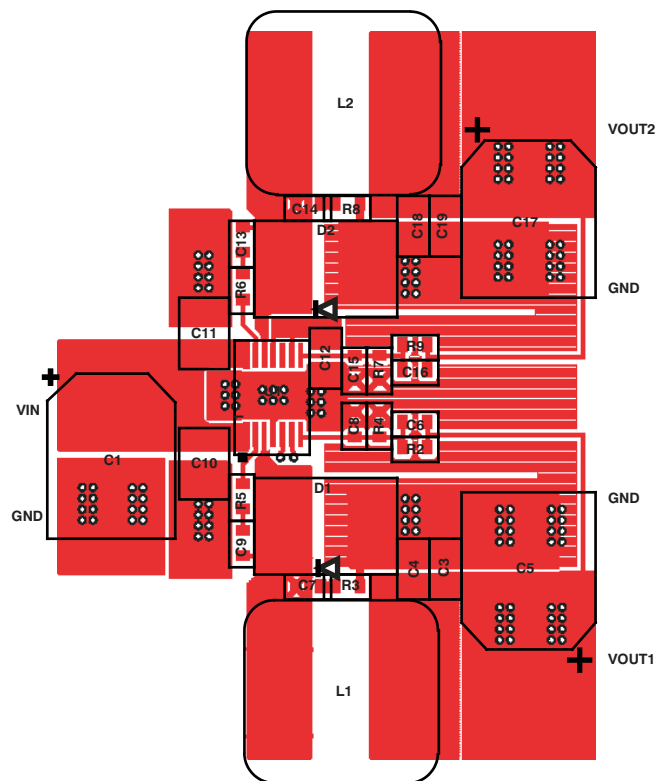 L2
+
VOUT2
C14
R8
D2
C13
C18
C19
C17
R6
GND
C11
C12
R9
C15
R7
C16
+
VIN
C1
C8
R4
C6
R2
C10
GND
D1
R5
GND
C9
C4
C3
C5
C7
R3
L1
+
VOUT1